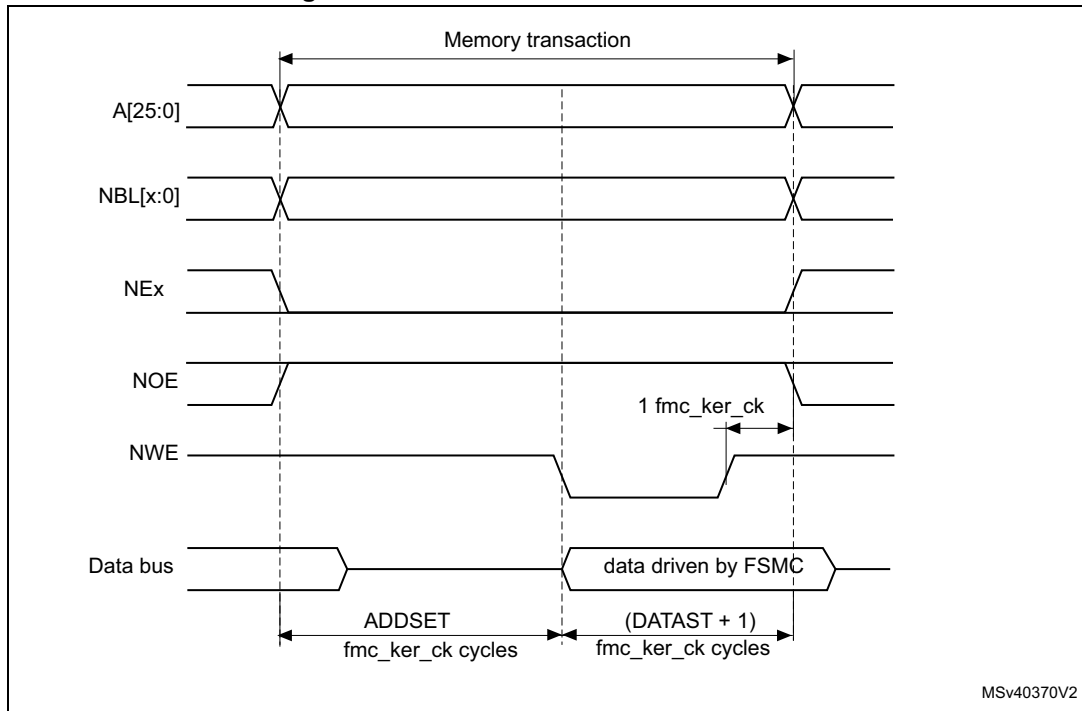 Memory transaction
A[25:0]
NBL[x:0]
NEx
NOE
1 fmc_ker_ck
NWE
Data bus
data driven by FSMC
ADDSET
fmc_ker_ck cycles
(DATAST + 1)
fmc_ker_ck cycles
MSv40370V2